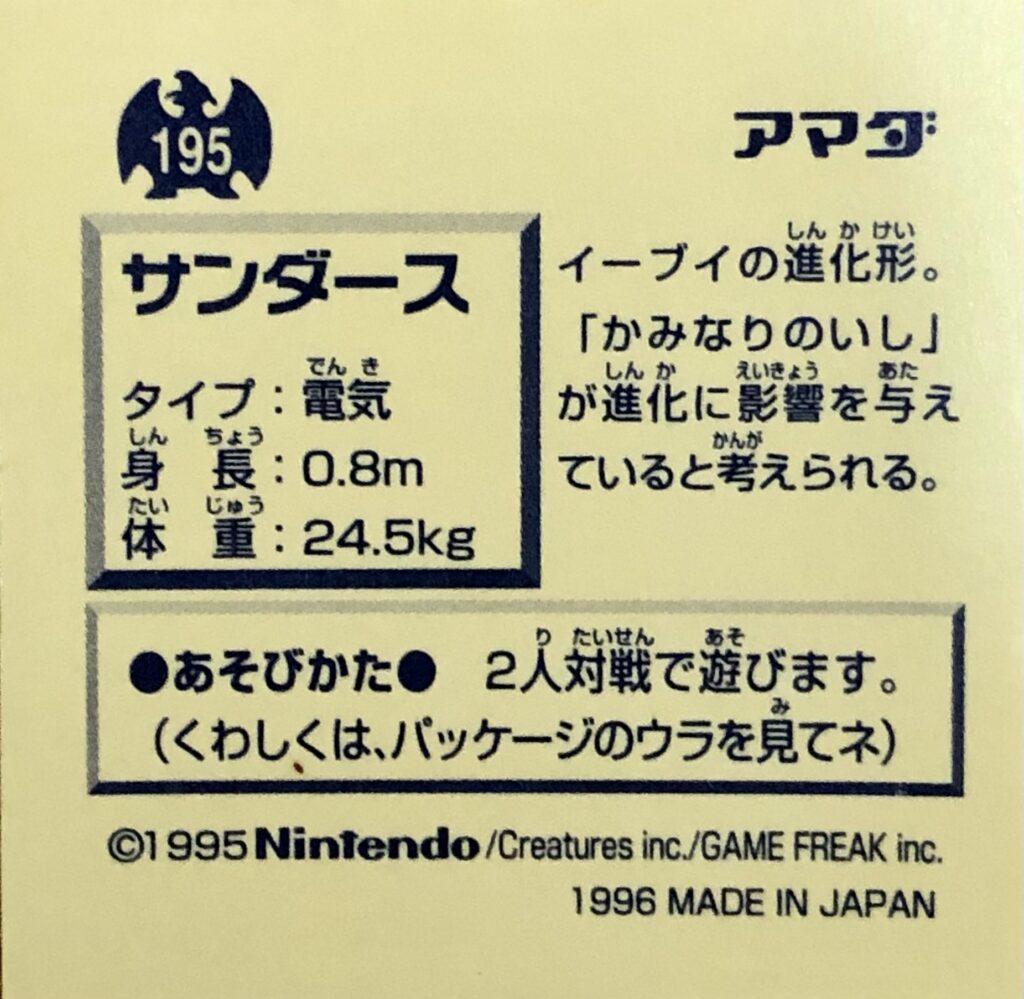 195
アマダ
サンダース
タイプ：電気
身長：0.8m
体重：24.5kg
イーブイの進化形。
「かみなりのいし」
が進化に影響を与え
ていると考えられる。
●あそびかた● 2人対戦で遊びます。
(くわしくは、パッケージのウラを見てネ)
©1995 Nintendo/Creatures inc./GAME FREAK inc.
1996 MADE IN JAPAN